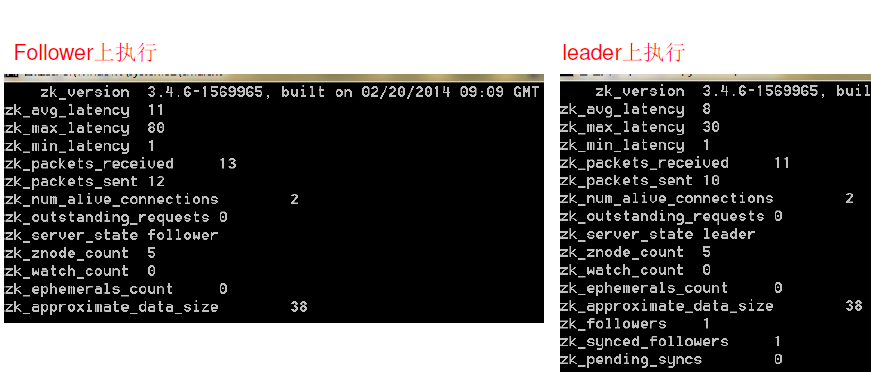 Follower上执行
zk_version 3.4.6-1569965, built on 02/20/2014 09:09 GMT
zk_avg_latency 11
zk_max_latency 80
zk_min_latency 1
zk_packets_received 13
zk_packets_sent 12
zk_num_alive_connections 2
zk_outstanding_requests 0
zk_server_state follower
zk_znode_count 5
zk_watch_count 0
zk_ephemerals_count 0
zk_approximate_data_size 38
leader上执行
zk_version 3.4.6-1569965, buil
zk_avg_latency 8
zk_max_latency 30
zk_min_latency 1
zk_packets_received 11
zk_packets_sent 10
zk_num_alive_connections 2
zk_outstanding_requests 0
zk_server_state leader
zk_znode_count 5
zk_watch_count 0
zk_ephemerals_count 0
zk_approximate_data_size 38
zk_followers 1
zk_synced_followers 1
zk_pending_syncs 0